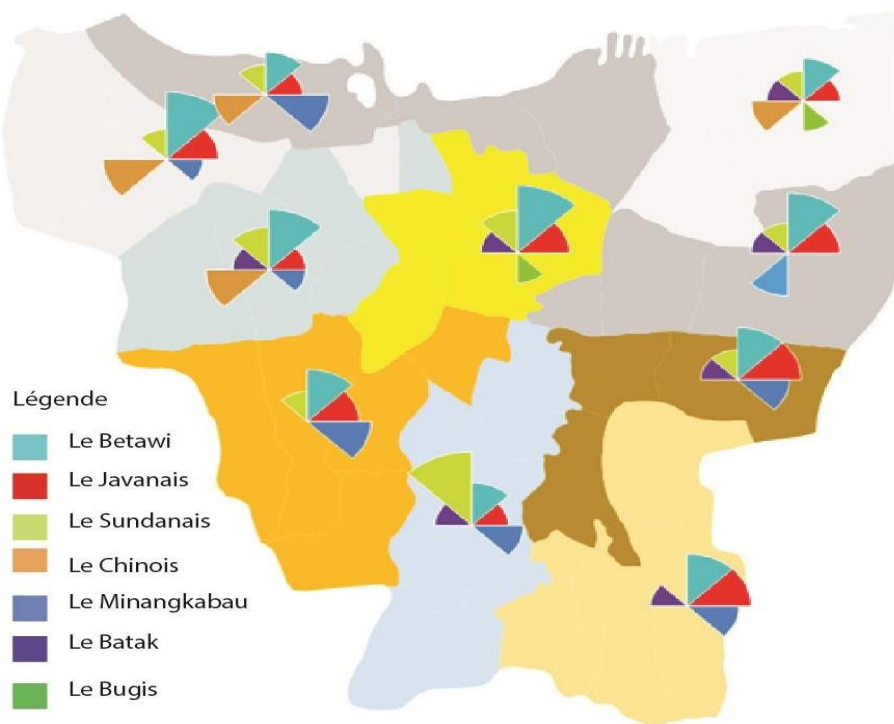 Légende
Le Betawi
Le Javanais
Le Sundanais
Le Chinois
Le Minangkabau
Le Batak
Le Bugis